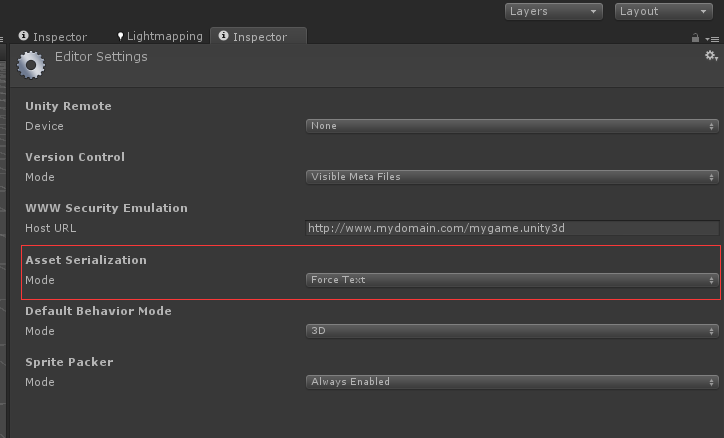 Layers Layout
Inspector Lightmapping Inspector
Editor Settings
Unity Remote
Device None
Version Control
Mode Visible Meta Files
WWW Security Emulation
Host URL http://www.mydomain.com/mygame.unity3d
Asset Serialization
Mode Force Text
Default Behavior Mode
Mode 3D
Sprite Packer
Mode Always Enabled